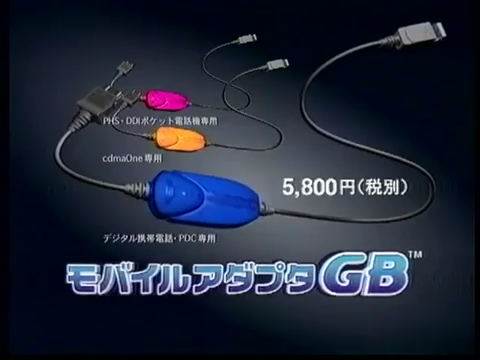 PHS・DDIポケット電話機専用
cdmaOne専用
5,800円(税別)
デジタル携帯電話・PDC専用
モバイルアダプタGB™